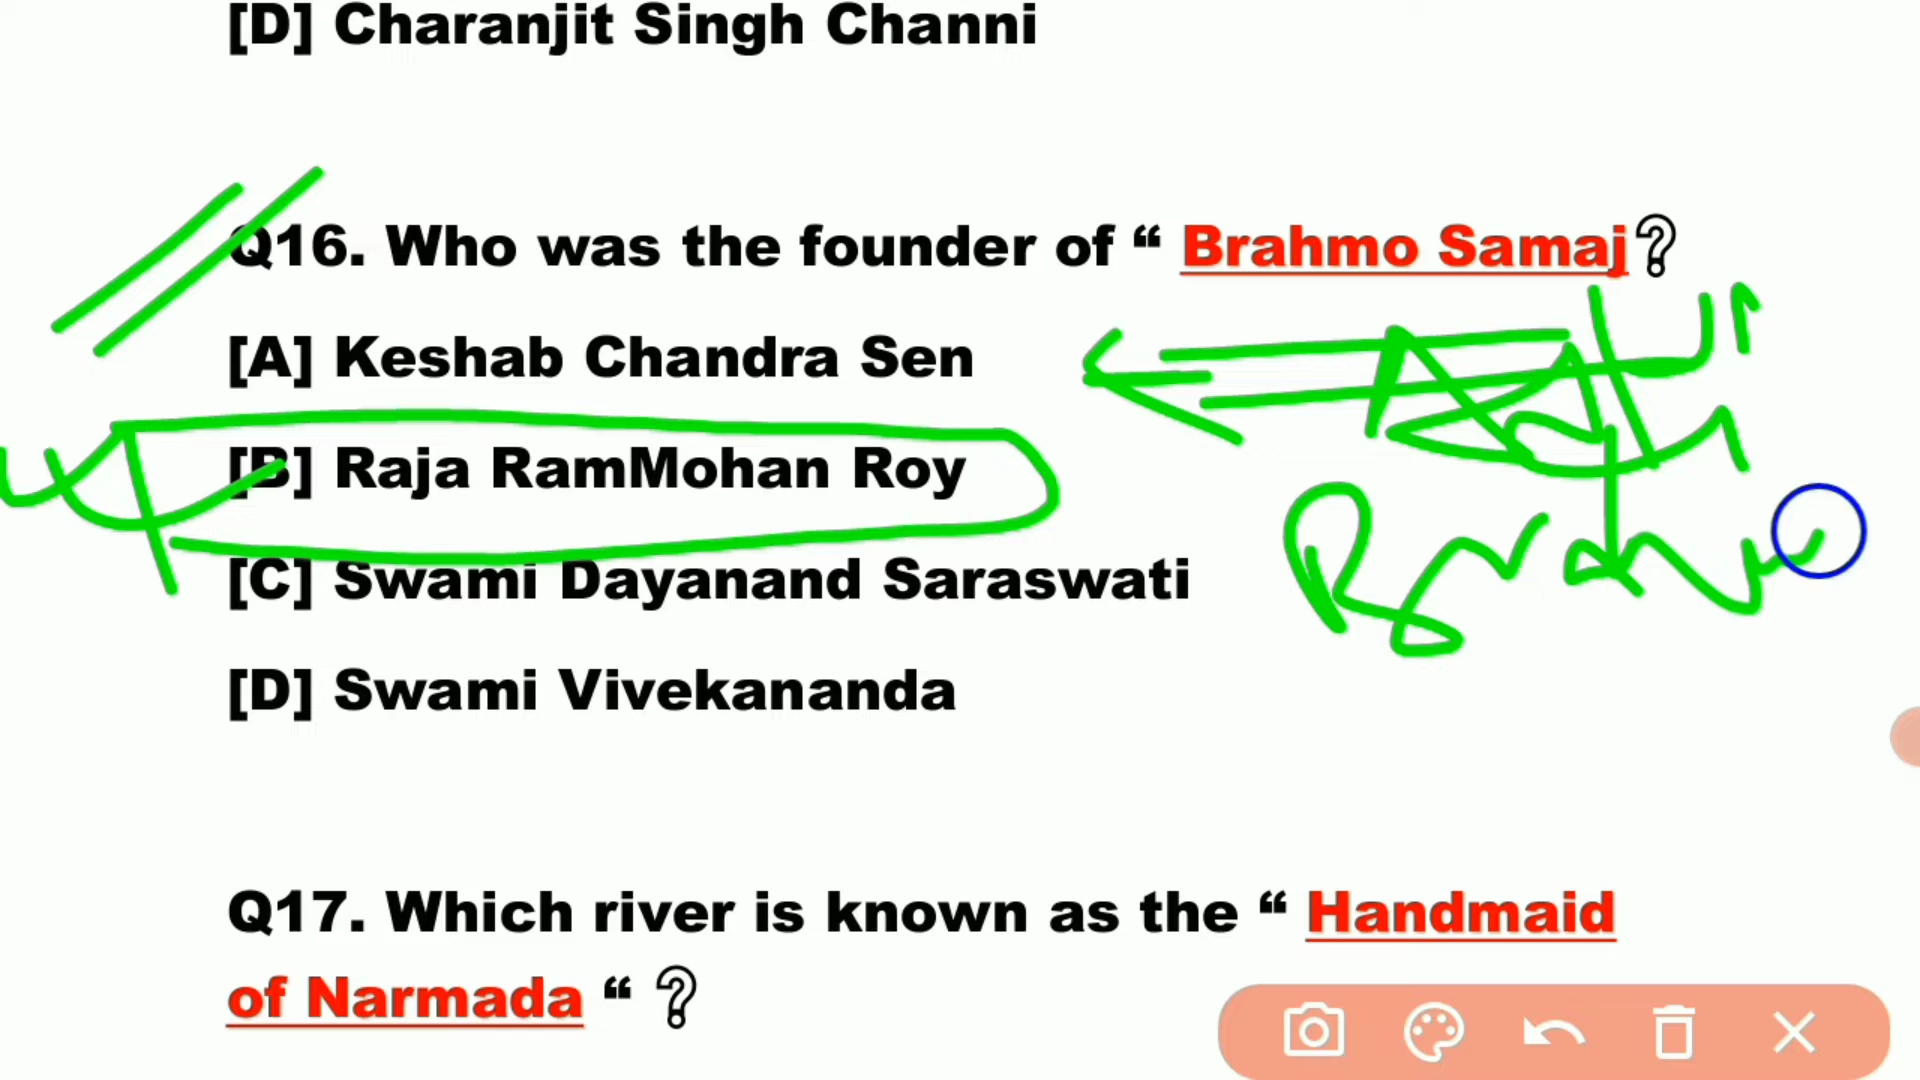 [D] Charanjit Singh Channi
Q16. Who was the founder of “ Brahmo Samaj?
[A] Keshab Chandra Sen
[B] Raja RamMohan Roy
[C] Swami Dayanand Saraswati
[D] Swami Vivekananda
Q17. Which river is known as the “ Handmaid
of Narmada “ ?